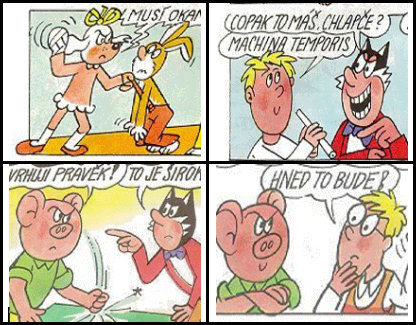 , MUSÍ OKAM
COPAK TO MÁŠ, CHLAPČE?
MACHINA TEMPORIS
VRHUJI PRAVĚK! TO JE ŠIROK
HNED TO BUDE?